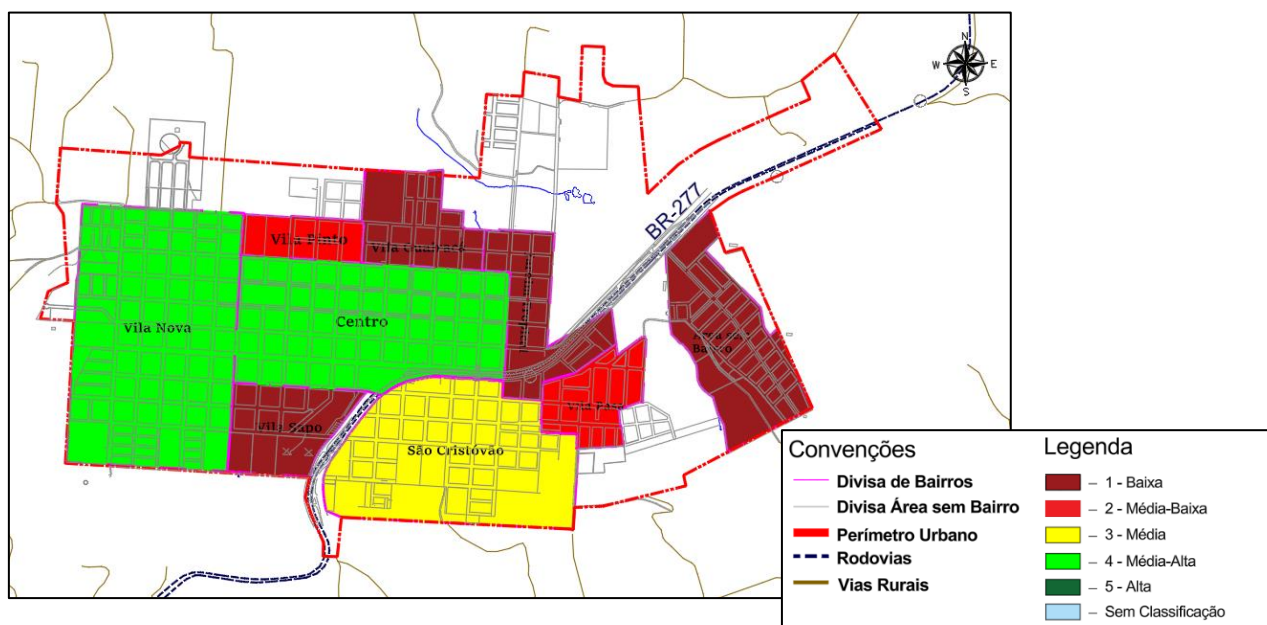 N
W E
S
BR-277
Vila Pinto
Vila Nova
Centro
Vila Sapo
São Cristóvão
Convenções
Divisa de Bairros
Divisa Área sem Bairro
Perímetro Urbano
Rodovias
Vias Rurais
Legenda
– 1 - Baixa
– 2 - Média-Baixa
– 3 - Média
– 4 - Média-Alta
– 5 - Alta
– Sem Classificação